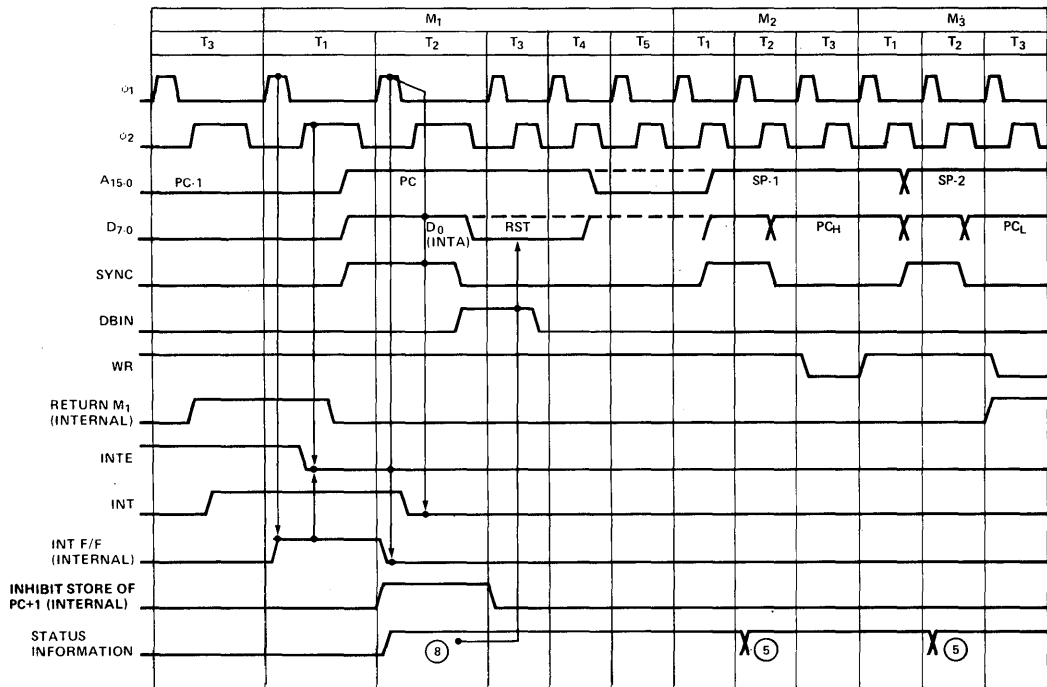 M1 M2 M3
T3 T1 T2 T3 T4 T5 T1 T2 T3 T1 T2 T3
φ1
φ2
A15-0 PC-1 PC SP-1 SP-2
D7-0 D0 (INTA) RST PCH PCL
SYNC
DBIN
WR
RETURN M1
(INTERNAL)
INTE
INT
INT F/F
(INTERNAL)
INHIBIT STORE OF
PC+1 (INTERNAL)
STATUS
INFORMATION
8 5 5